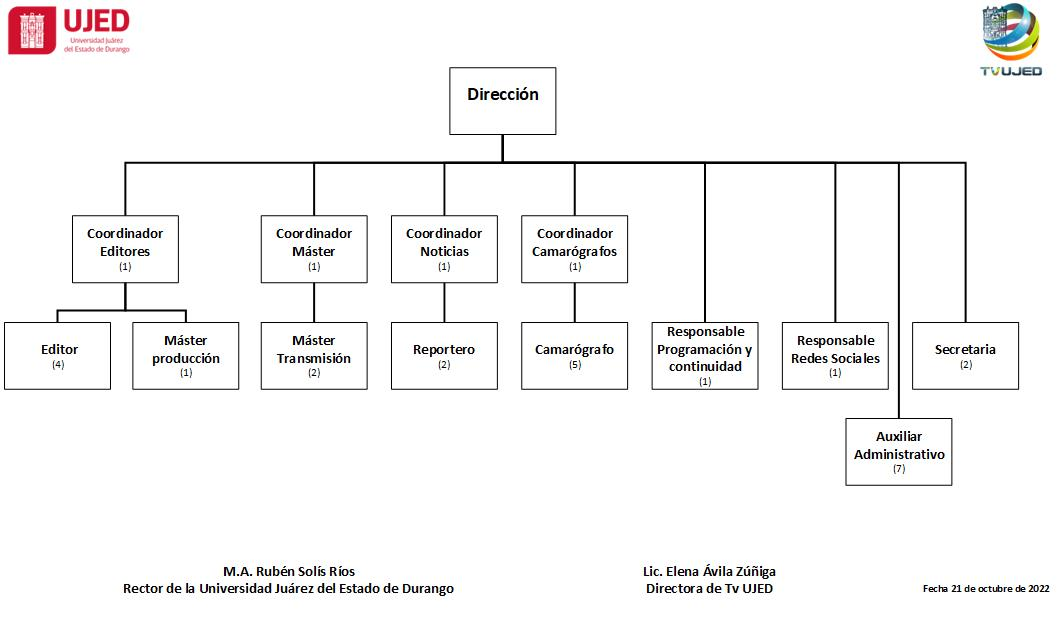 UJED
Universidad Juárez
del Estado de Durango
TVUJED
Dirección
Coordinador
Editores
(1)
Coordinador
Máster
(1)
Coordinador
Noticias
(1)
Coordinador
Camarógrafos
(1)
Editor
(4)
Máster
producción
(1)
Máster
Transmisión
(2)
Reportero
(2)
Camarógrafo
(5)
Responsable
Programación y
continuidad
(1)
Responsable
Redes Sociales
(1)
Secretaria
(2)
Auxiliar
Administrativo
(7)
M.A. Rubén Solís Ríos
Rector de la Universidad Juárez del Estado de Durango
Lic. Elena Ávila Zúñiga
Directora de Tv UJED
Fecha 21 de octubre de 2022